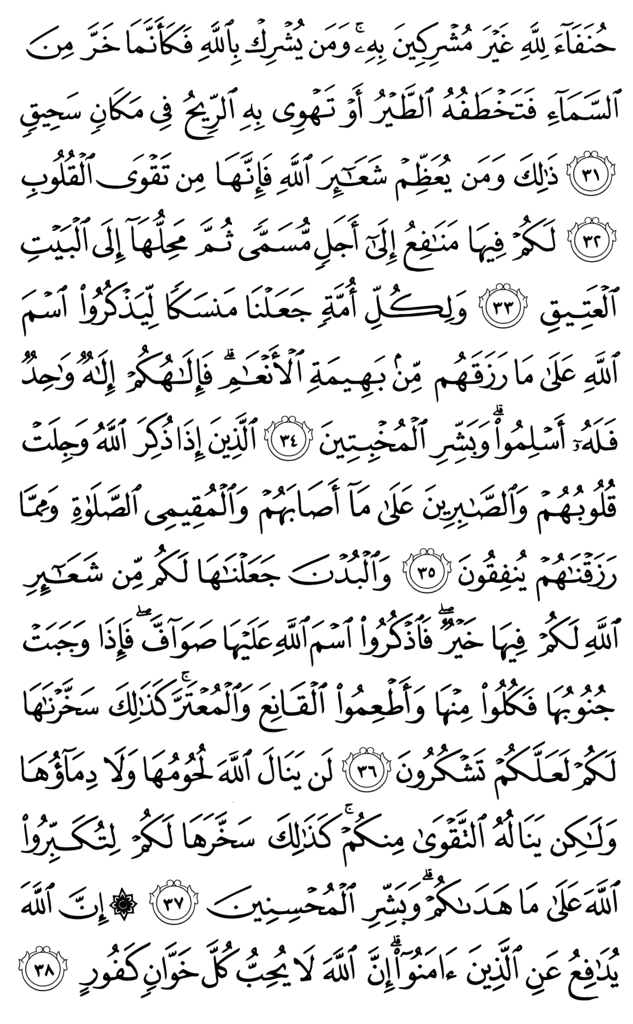 حُنَفَآءَ لِلَّهِ غَيْرَ مُشْرِكِينَ بِهِۦ ۚ وَمَن يُشْرِكْ بِٱللَّهِ فَكَأَنَّمَا خَرَّ مِنَ
ٱلسَّمَآءِ فَتَخْطَفُهُ ٱلطَّيْرُ أَوْ تَهْوِى بِهِ ٱلرِّيحُ فِى مَكَانٍ سَحِيقٍ
﴿٣١﴾ ذَٰلِكَ وَمَن يُعَظِّمْ شَعَـٰٓئِرَ ٱللَّهِ فَإِنَّهَا مِن تَقْوَى ٱلْقُلُوبِ
﴿٣٢﴾ لَكُمْ فِيهَا مَنَـٰفِعُ إِلَىٰٓ أَجَلٍ مُّسَمًّى ثُمَّ مَحِلُّهَآ إِلَى ٱلْبَيْتِ
ٱلْعَتِيقِ ﴿٣٣﴾ وَلِكُلِّ أُمَّةٍ جَعَلْنَا مَنسَكًا لِّيَذْكُرُوا۟ ٱسْمَ
ٱللَّهِ عَلَىٰ مَا رَزَقَهُم مِّنۢ بَهِيمَةِ ٱلْأَنْعَـٰمِ ۗ فَإِلَـٰهُكُمْ إِلَـٰهٌ وَٰحِدٌ
فَلَهُۥٓ أَسْلِمُوا۟ ۗ وَبَشِّرِ ٱلْمُخْبِتِينَ ﴿٣٤﴾ ٱلَّذِينَ إِذَا ذُكِرَ ٱللَّهُ وَجِلَتْ
قُلُوبُهُمْ وَٱلصَّـٰبِرِينَ عَلَىٰ مَآ أَصَابَهُمْ وَٱلْمُقِيمِى ٱلصَّلَوٰةِ وَمِمَّا
رَزَقْنَـٰهُمْ يُنفِقُونَ ﴿٣٥﴾ وَٱلْبُدْنَ جَعَلْنَـٰهَا لَكُم مِّن شَعَـٰٓئِرِ
ٱللَّهِ لَكُمْ فِيهَا خَيْرٌ ۖ فَٱذْكُرُوا۟ ٱسْمَ ٱللَّهِ عَلَيْهَا صَوَآفَّ ۖ فَإِذَا وَجَبَتْ
جُنُوبُهَا فَكُلُوا۟ مِنْهَا وَأَطْعِمُوا۟ ٱلْقَانِعَ وَٱلْمُعْتَرَّ ۚ كَذَٰلِكَ سَخَّرْنَـٰهَا
لَكُمْ لَعَلَّكُمْ تَشْكُرُونَ ﴿٣٦﴾ لَن يَنَالَ ٱللَّهَ لُحُومُهَا وَلَا دِمَآؤُهَا
وَلَـٰكِن يَنَالُهُ ٱلتَّقْوَىٰ مِنكُمْ ۚ كَذَٰلِكَ سَخَّرَهَا لَكُمْ لِتُكَبِّرُوا۟
ٱللَّهَ عَلَىٰ مَا هَدَىٰكُمْ ۗ وَبَشِّرِ ٱلْمُحْسِنِينَ ﴿٣٧﴾ ۞ إِنَّ ٱللَّهَ
يُدَٰفِعُ عَنِ ٱلَّذِينَ ءَامَنُوٓا۟ ۗ إِنَّ ٱللَّهَ لَا يُحِبُّ كُلَّ خَوَّانٍ كَفُورٍ ﴿٣٨﴾